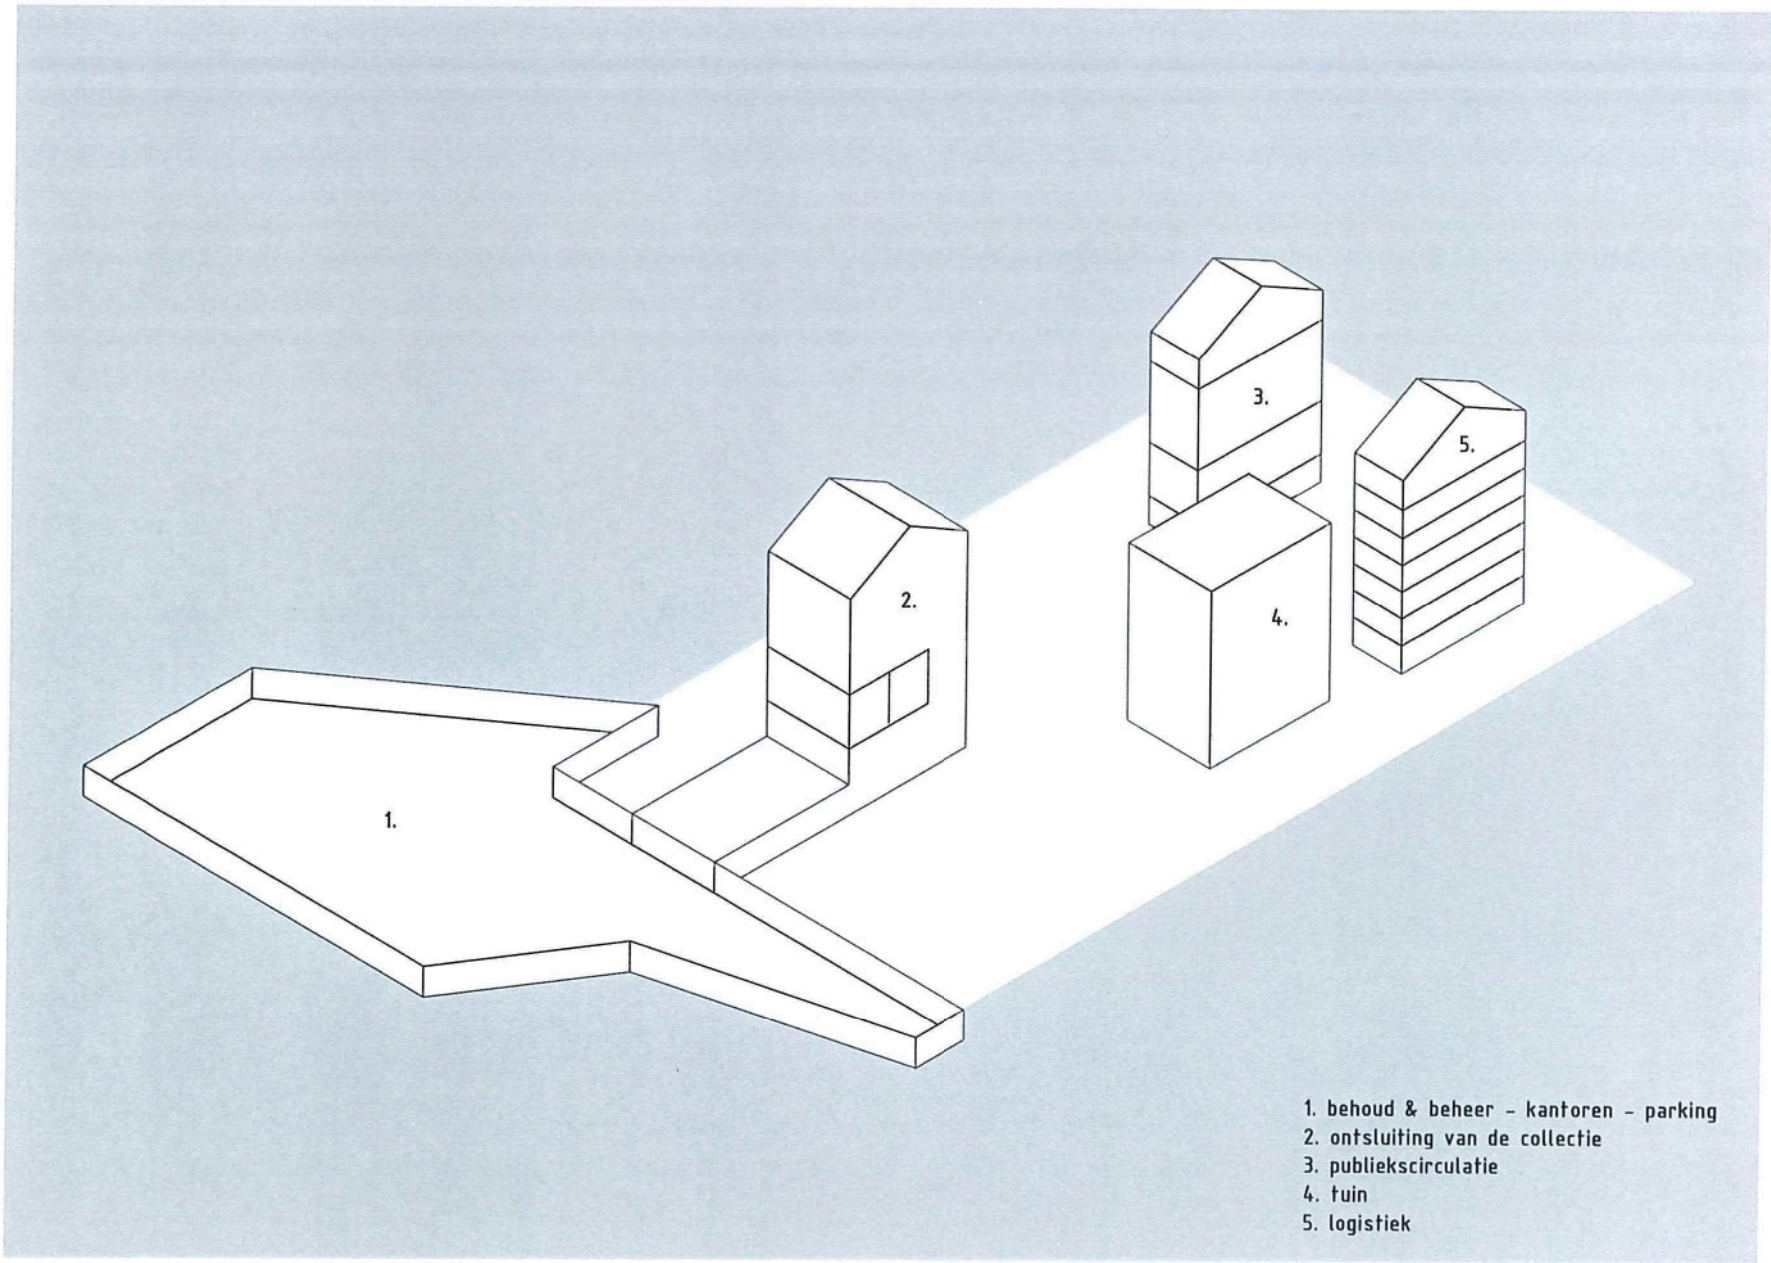 3.
5.
2.
4.
1.
1. behoud & beheer - kantoren - parking
2. ontsluiting van de collectie
3. publiekscirculatie
4. tuin
5. logistiek